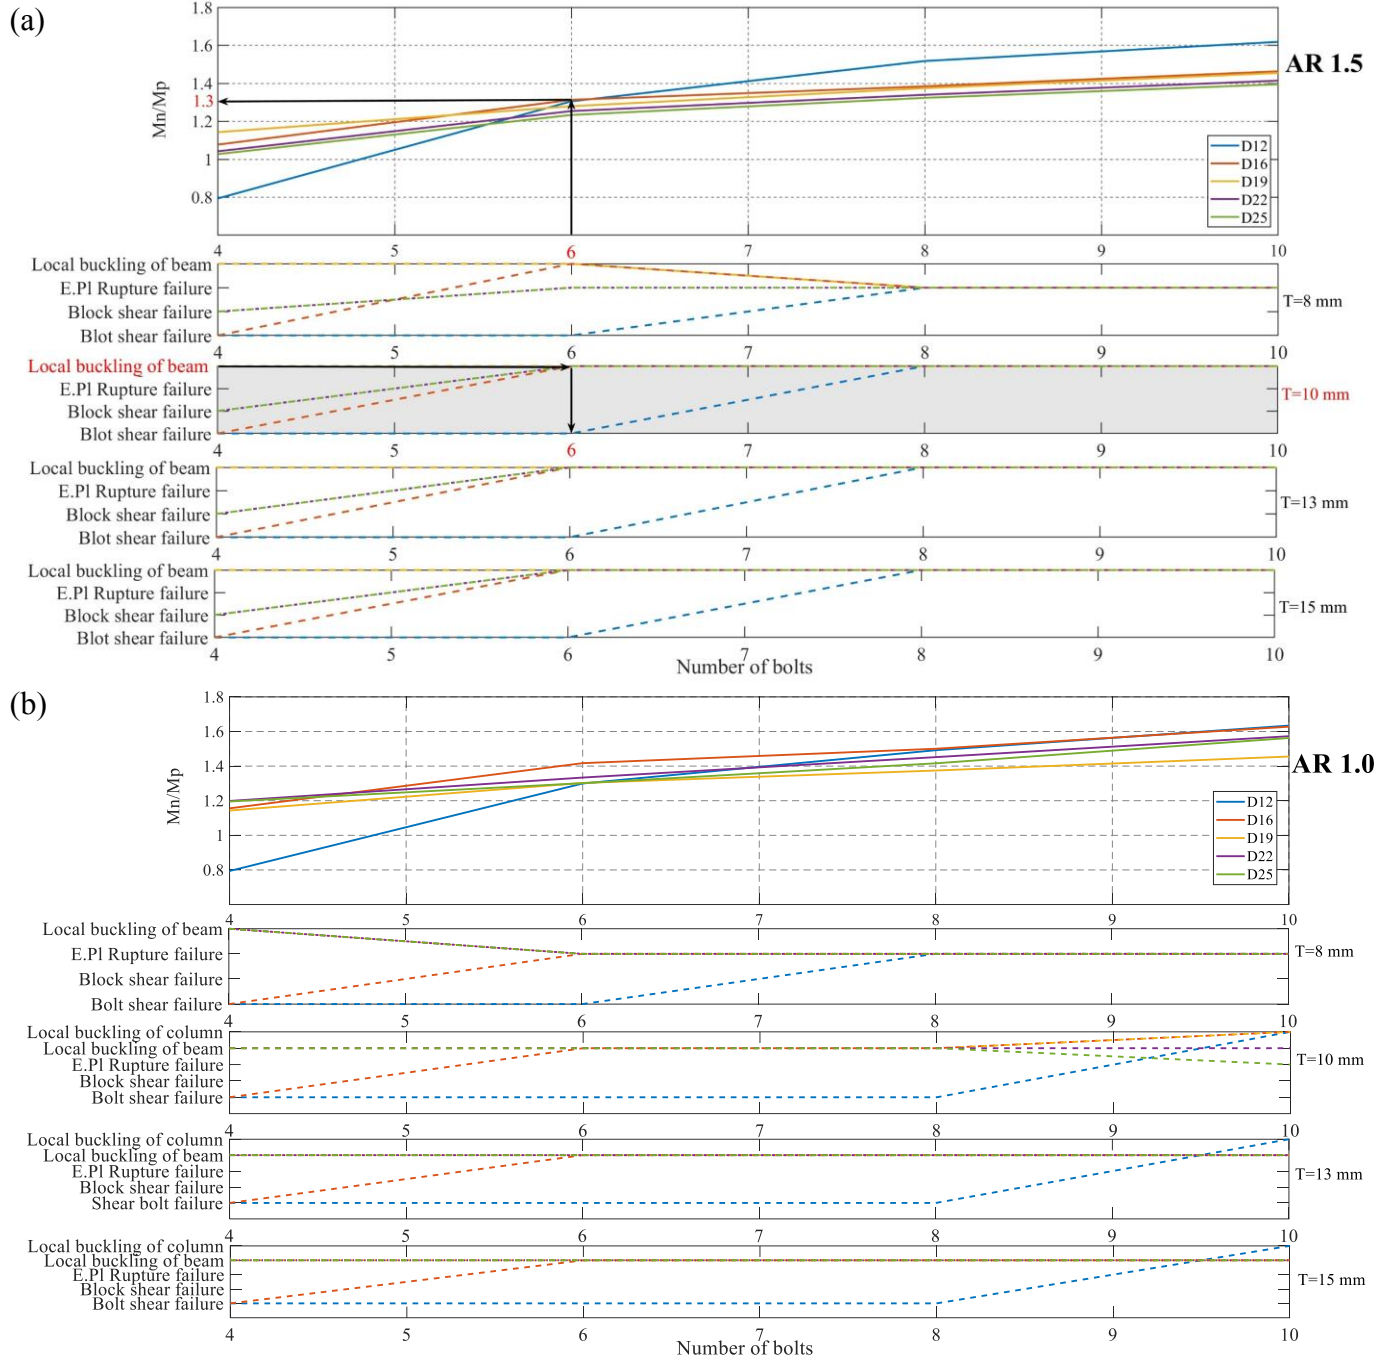 (a)
1.8
1.6
1.4
1.3
1.2
1
0.8
Mn/Mp
AR 1.5
D12
D16
D19
D22
D25
4 5 6 7 8 9 10
Local buckling of beam
E.Pl Rupture failure
Block shear failure
Blot shear failure
T=8 mm
4 5 6 7 8 9 10
Local buckling of beam
E.Pl Rupture failure
Block shear failure
Blot shear failure
T=10 mm
4 5 6 7 8 9 10
Local buckling of beam
E.Pl Rupture failure
Block shear failure
Blot shear failure
T=13 mm
4 5 6 7 8 9 10
Local buckling of beam
E.Pl Rupture failure
Block shear failure
Blot shear failure
T=15 mm
4 5 6 7 8 9 10
Number of bolts
(b)
1.8
1.6
1.4
1.2
1
0.8
Mn/Mp
AR 1.0
D12
D16
D19
D22
D25
4 5 6 7 8 9 10
Local buckling of beam
E.Pl Rupture failure
Block shear failure
Bolt shear failure
T=8 mm
4 5 6 7 8 9 10
Local buckling of column
Local buckling of beam
E.Pl Rupture failure
Block shear failure
Bolt shear failure
T=10 mm
4 5 6 7 8 9 10
Local buckling of column
Local buckling of beam
E.Pl Rupture failure
Block shear failure
Shear bolt failure
T=13 mm
4 5 6 7 8 9 10
Local buckling of column
Local buckling of beam
E.Pl Rupture failure
Block shear failure
Bolt shear failure
T=15 mm
4 5 6 7 8 9 10
Number of bolts